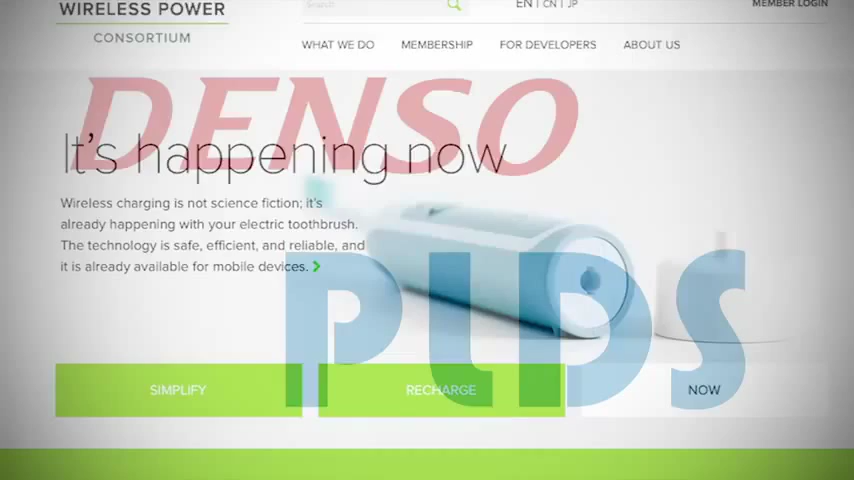 WIRELESS POWER
CONSORTIUM
Search
EN | CN | JP
MEMBER LOGIN
WHAT WE DO
MEMBERSHIP
FOR DEVELOPERS
ABOUT US
DENSO
It's happening now
Wireless charging is not science fiction; it's
already happening with your electric toothbrush.
The technology is safe, efficient, and reliable, and
it is already available for mobile devices.
PLDS
SIMPLIFY
RECHARGE
NOW